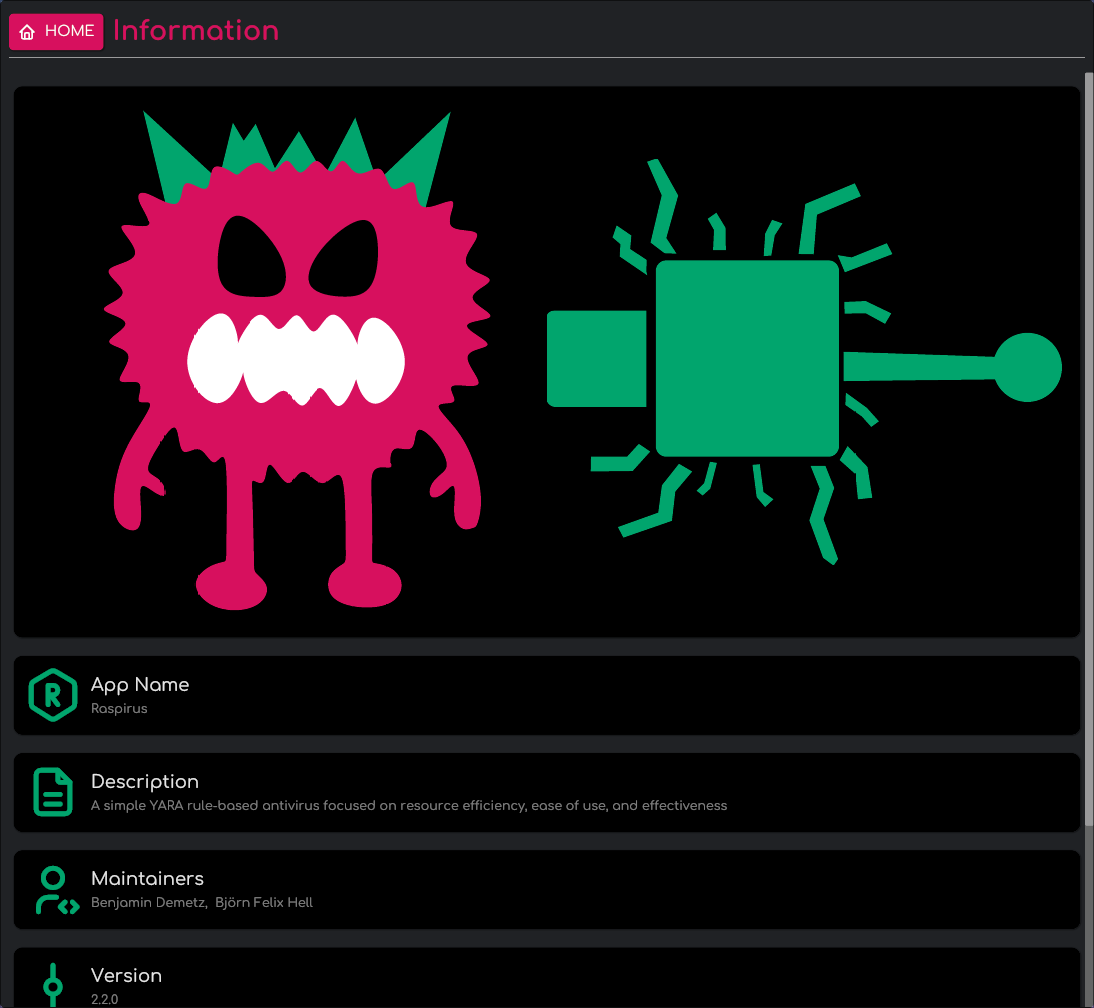 HOME
Information
R
App Name
Raspirus
Description
A simple YARA rule-based antivirus focused on resource efficiency, ease of use, and effectiveness
Maintainers
Benjamin Demetz,  Björn Felix Hell
Version
2.2.0